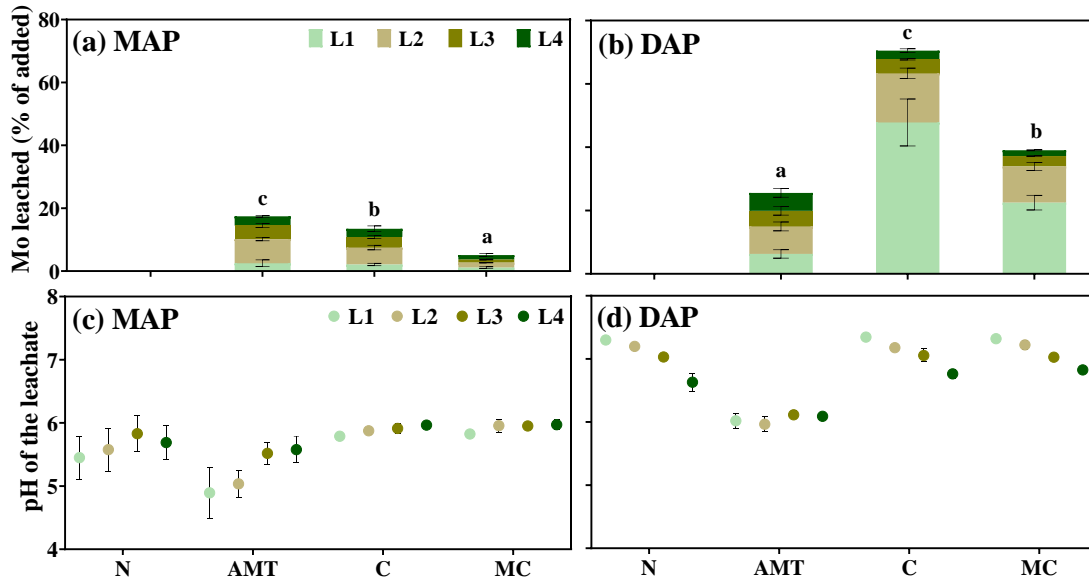 (a) MAP
L1 L2 L3 L4
80
60
40
20
0
Mo leached (% of added)
c
b
a
(b) DAP
a
c
b
(c) MAP
L1 L2 L3 L4
8
7
6
5
4
pH of the leachate
N AMT C MC
(d) DAP
N AMT C MC